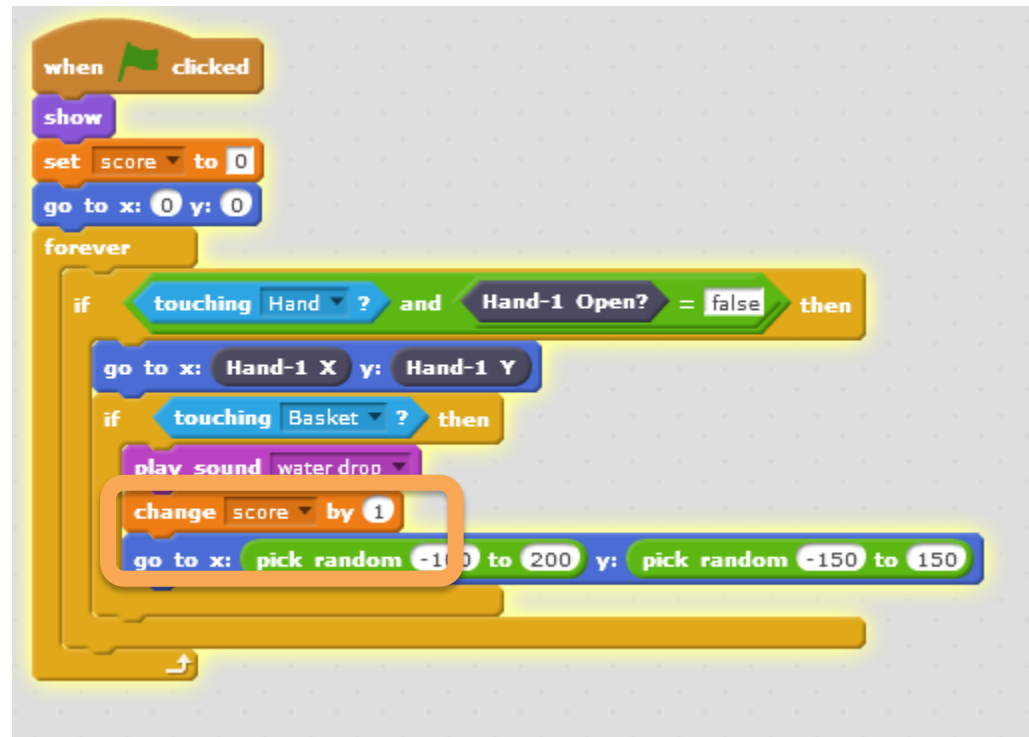 when clicked
show
set score to 0
go to x: 0 y: 0
forever
if touching Hand ? and Hand-1 Open? = false then
go to x: Hand-1 X y: Hand-1 Y
if touching Basket ? then
play sound water drop
change score by 1
go to x: pick random -100 to 200 y: pick random -150 to 150